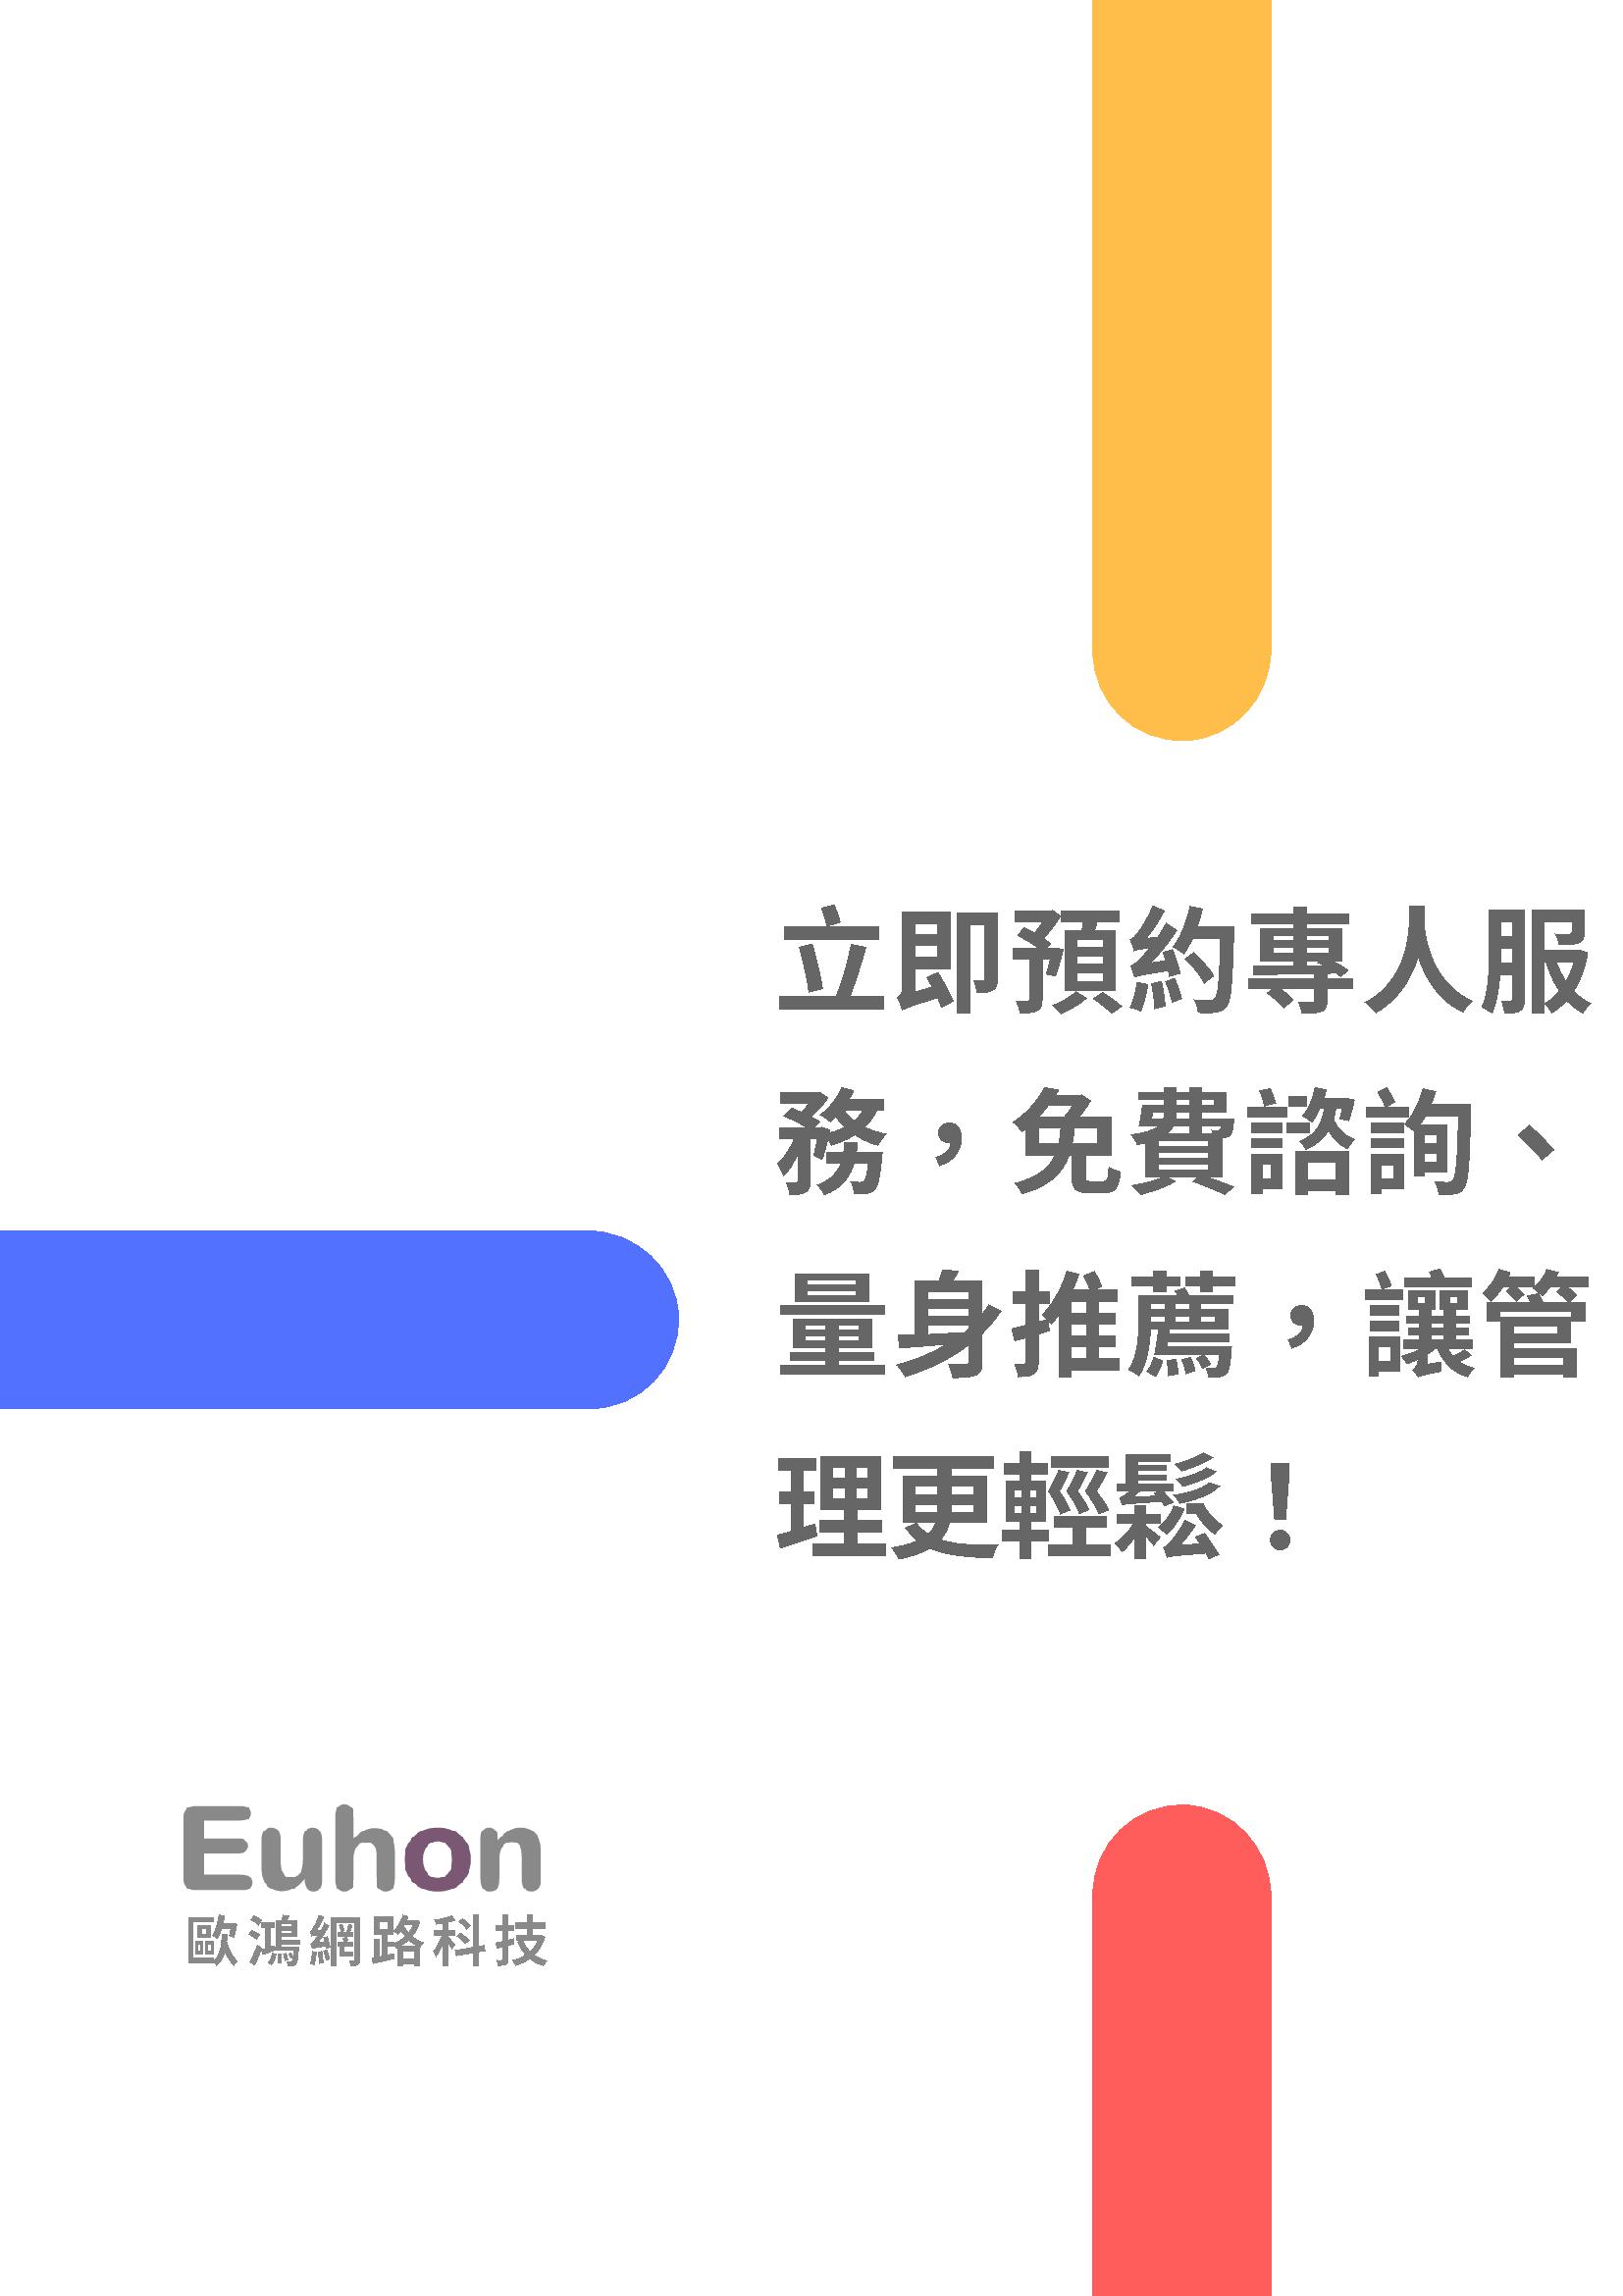 立即預約專人服
務，免費諮詢、
量身推薦，讓管
理更輕鬆！
Euhon
歐鴻網路科技